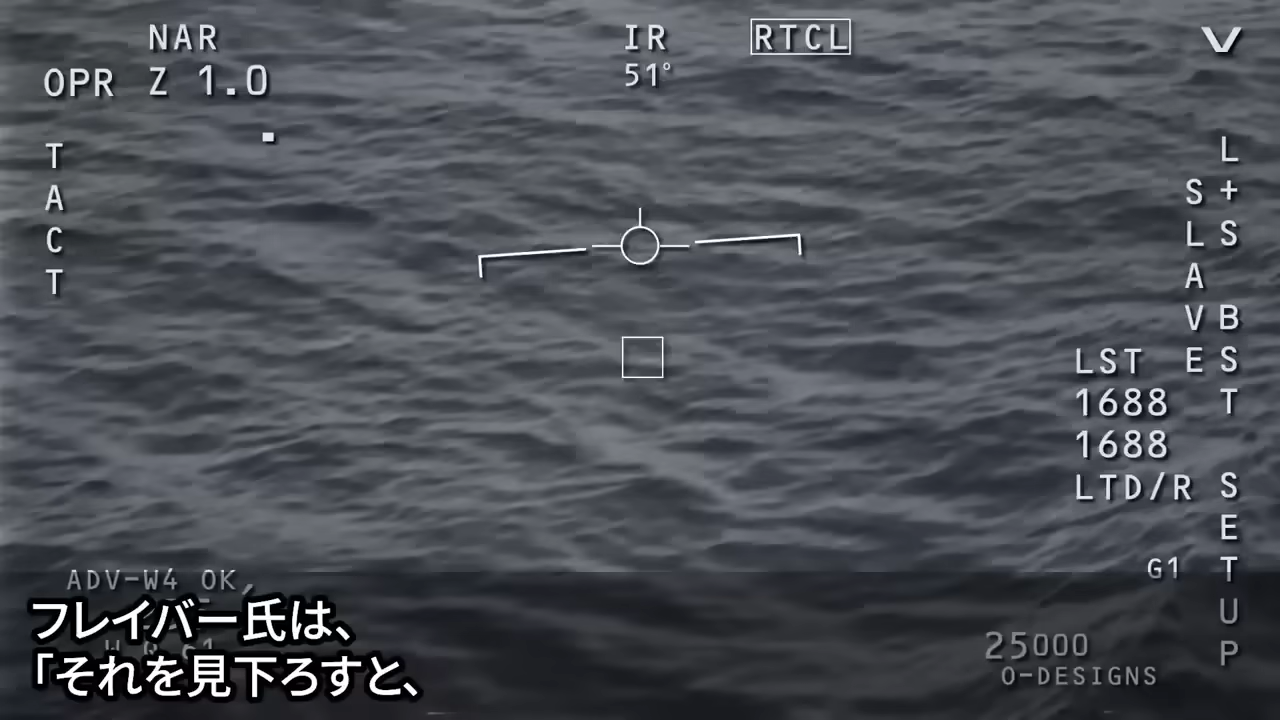 NAR
IR
RTCL
OPR Z 1.0
51°
TACT
L+S BST SETUP
SLAVE
LST
1688
1688
LTD/R
G1
ADV-W4 OK,
25000
O-DESIGNS
フレイバー氏は、
「それを見下ろすと、